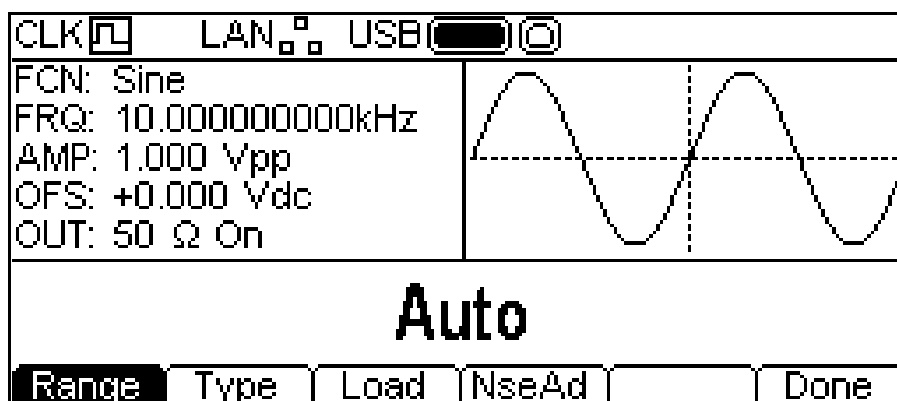 CLK LAN USB
FCN: Sine
FRQ: 10.000000000kHz
AMP: 1.000 Vpp
OFS: +0.000 Vdc
OUT: 50 Ω On
Auto
Range Type Load NseAd Done